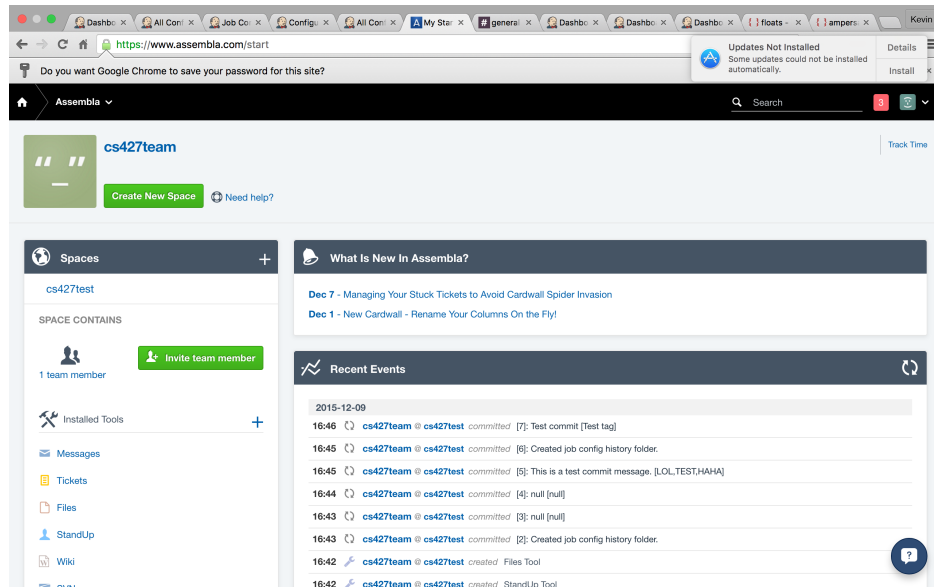 Dashbo
All Conf
Job Co
Configu
All Conf
My Star
# general
Dashbo
Dashbo
Dashbo
{ } floats -
{ } ampers
Kevin
https://www.assembla.com/start
Updates Not Installed
Some updates could not be installed
automatically.
Details
Install
Do you want Google Chrome to save your password for this site?
Assembla
Search
3
cs427team
Track Time
Create New Space
Need help?
Spaces
cs427test
SPACE CONTAINS
1 team member
Invite team member
Installed Tools
Messages
Tickets
Files
StandUp
Wiki
What Is New In Assembla?
Dec 7 - Managing Your Stuck Tickets to Avoid Cardwall Spider Invasion
Dec 1 - New Cardwall - Rename Your Columns On the Fly!
Recent Events
2015-12-09
16:46 cs427team @ cs427test committed [7]: Test commit [Test tag]
16:45 cs427team @ cs427test committed [6]: Created job config history folder.
16:45 cs427team @ cs427test committed [5]: This is a test commit message. [LOL,TEST,HAHA]
16:44 cs427team @ cs427test committed [4]: null [null]
16:43 cs427team @ cs427test committed [3]: null [null]
16:43 cs427team @ cs427test committed [2]: Created job config history folder.
16:42 cs427team @ cs427test created Files Tool
16:42 cs427team @ cs427test created StandUp Tool